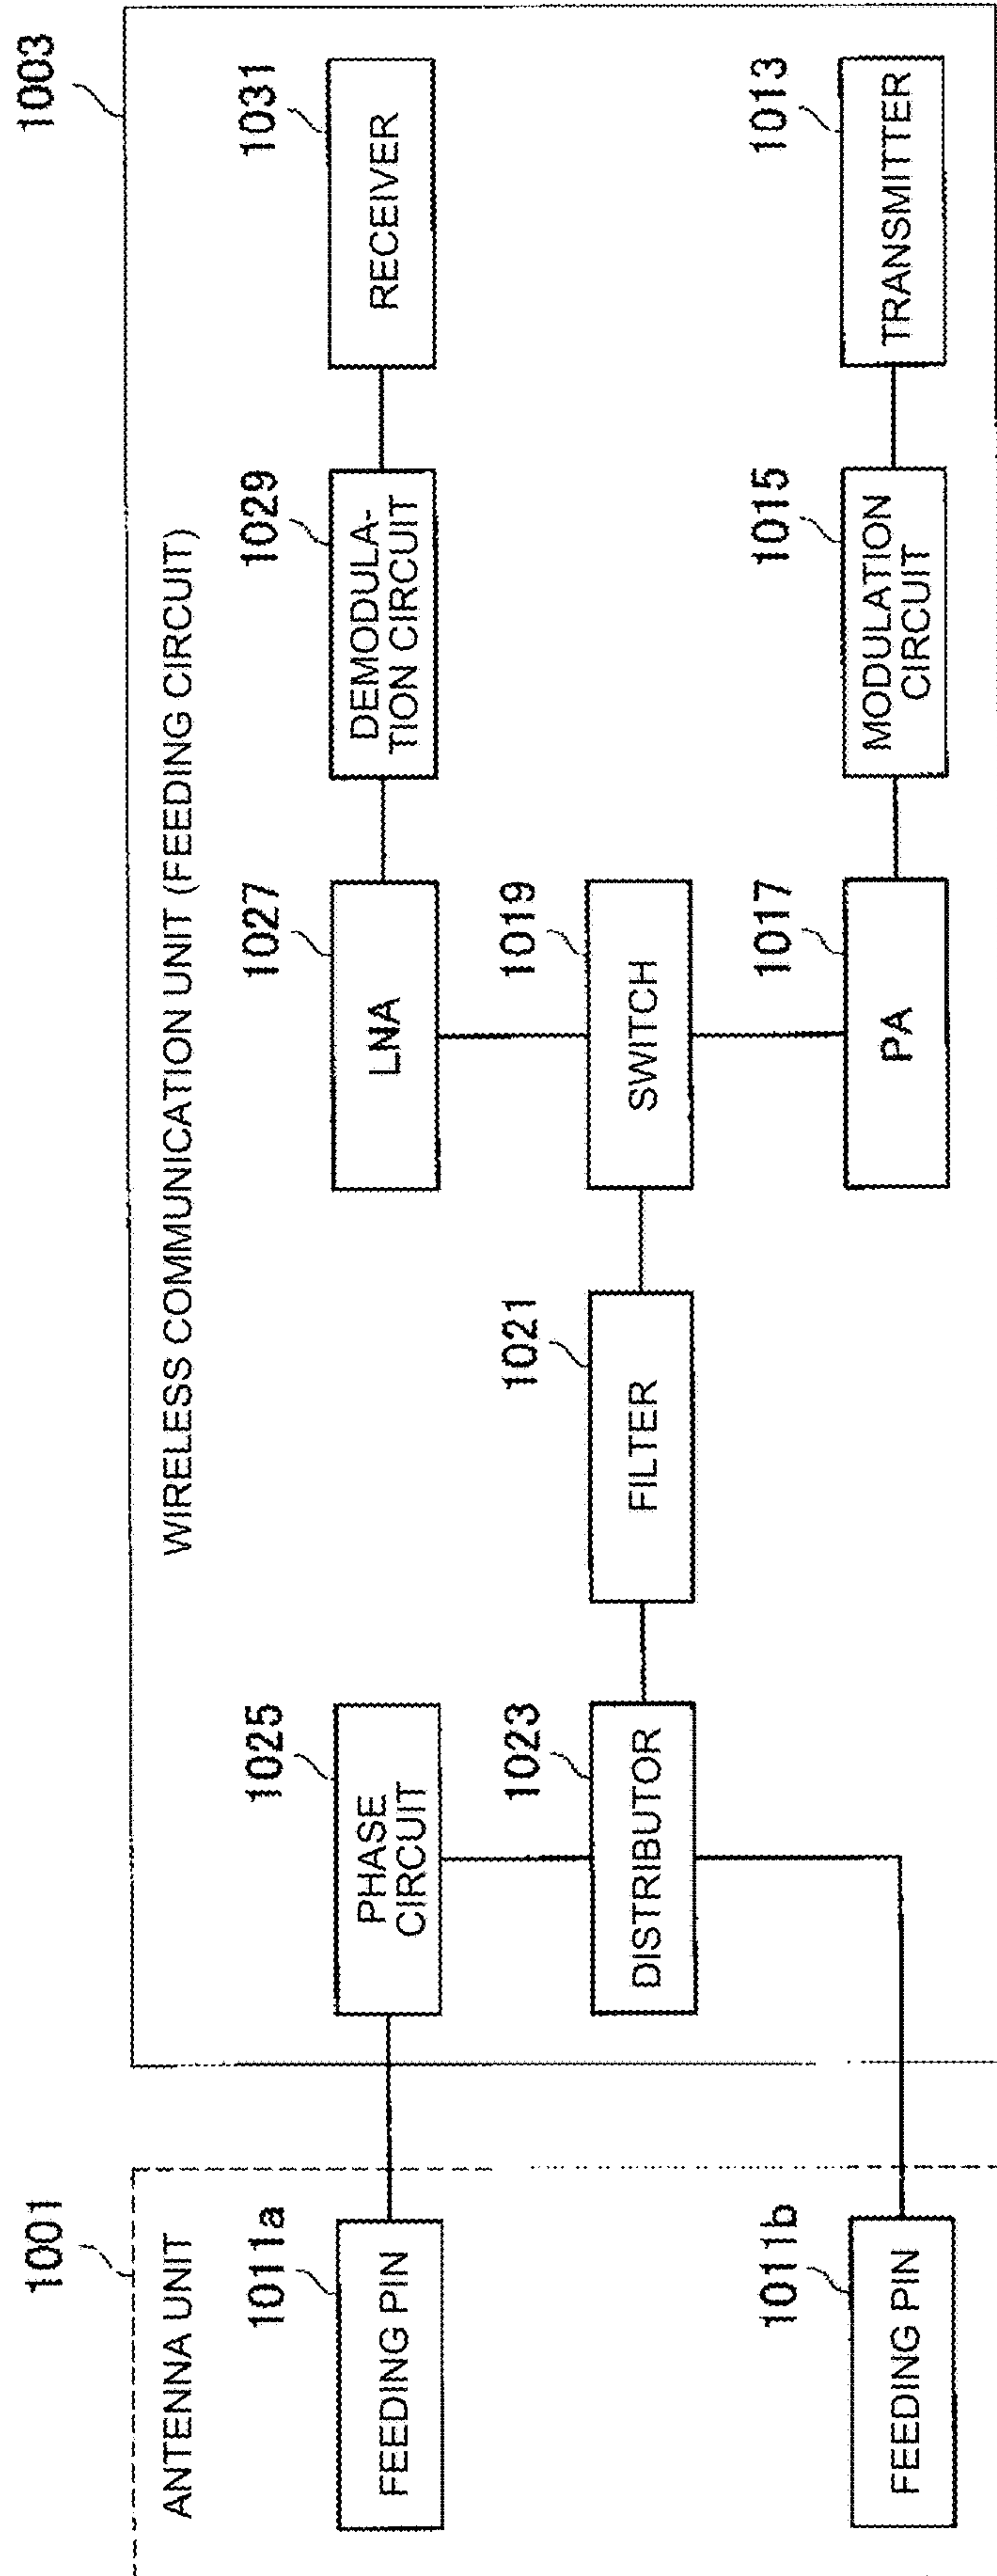 1003
WIRELESS COMMUNICATION UNIT (FEEDING CIRCUIT)
1001
ANTENNA UNIT
1011a
FEEDING PIN
1025
PHASE
CIRCUIT
1027
LNA
1029
DEMODULA-
TION CIRCUIT
1031
RECEIVER
1023
DISTRIBUTOR
1021
FILTER
1019
SWITCH
1011b
FEEDING PIN
1017
PA
1015
MODULATION
CIRCUIT
1013
TRANSMITTER